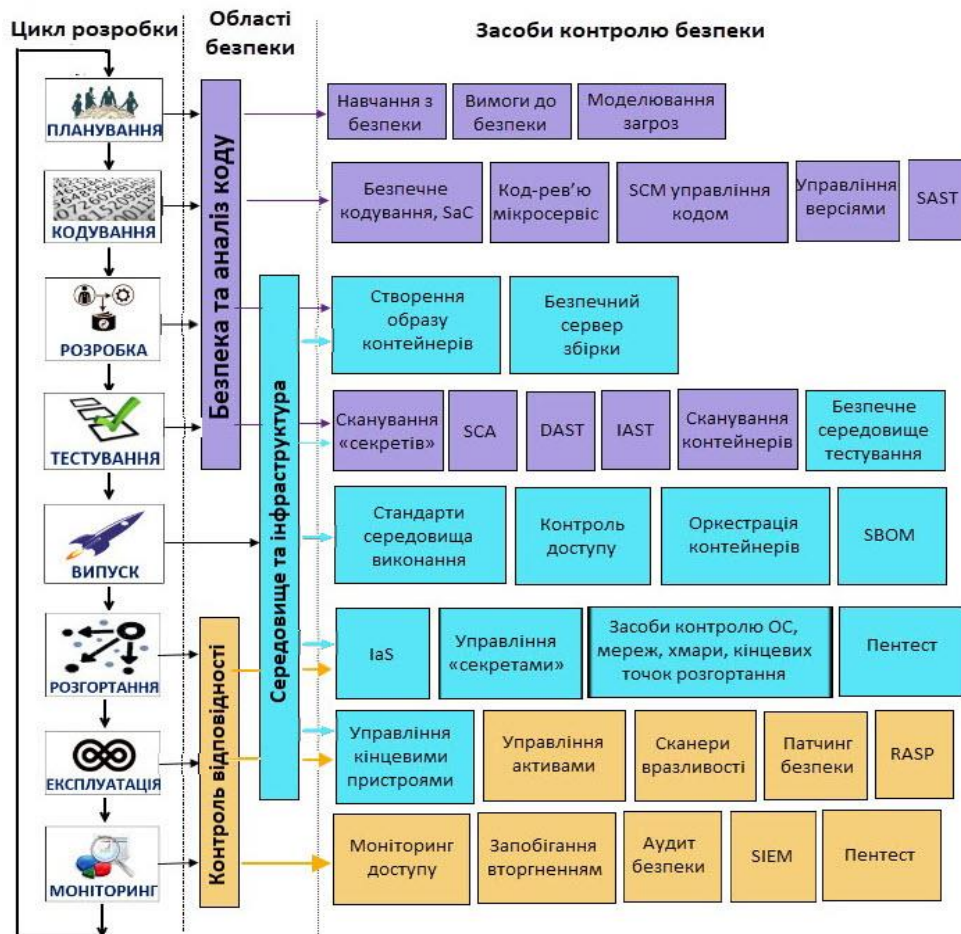 Цикл розробки
Області
безпеки
Засоби контролю безпеки
ПЛАНУВАННЯ
КОДУВАННЯ
РОЗРОБКА
ТЕСТУВАННЯ
ВИПУСК
РОЗГОРТАННЯ
ЕКСПЛУАТАЦІЯ
МОНІТОРИНГ
Безпека та аналіз коду
Середовище та інфраструктура
Контроль відповідності
Навчання з
безпеки
Вимоги до
безпеки
Моделювання
загроз
Безпечне
кодування, SaC
Код-рев’ю
мікросервіс
SCM управління
кодом
Управління
версіями
SAST
Створення
образу
контейнерів
Безпечний
сервер
збірки
Сканування
«секретів»
SCA
DAST
IAST
Сканування
контейнерів
Безпечне
середовище
тестування
Стандарти
середовища
виконання
Контроль
доступу
Оркестрація
контейнерів
SBOM
IaS
Управління
«секретами»
Засоби контролю ОС,
мереж, хмари, кінцевих
точок розгортання
Пентест
Управління
кінцевими
пристроями
Управління
активами
Сканери
вразливості
Патчинг
безпеки
RASP
Моніторинг
доступу
Запобігання
вторгненням
Аудит
безпеки
SIEM
Пентест